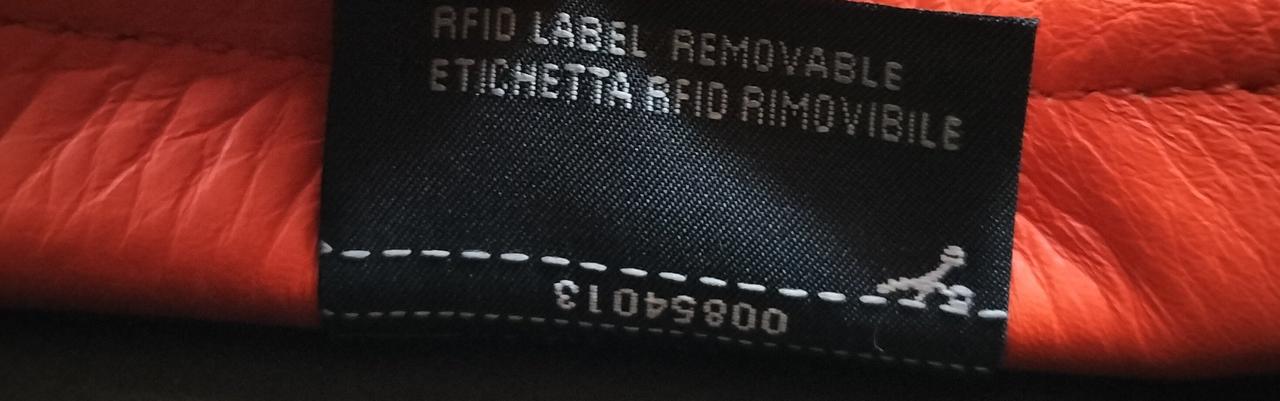 RFID LABEL REMOVABLE
ETICHETTA RFID RIMOVIBILE
00854013